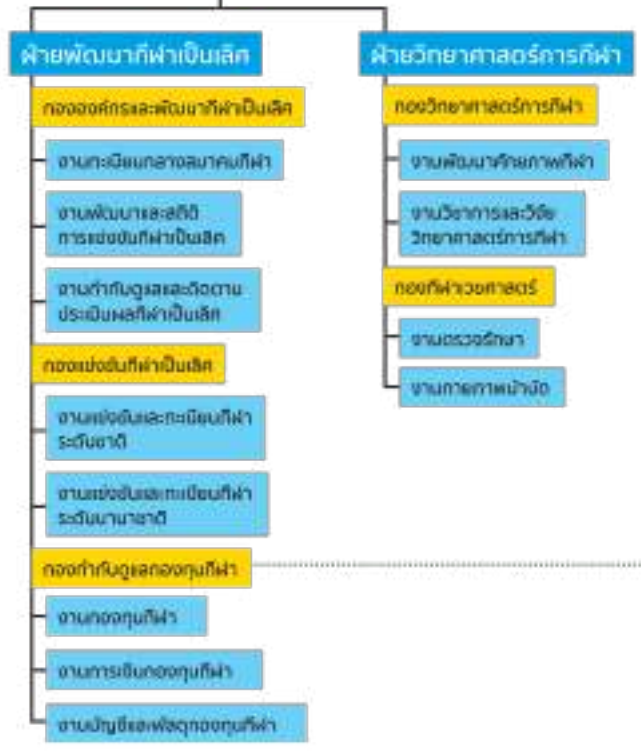 ฝ่ายพัฒนากีฬาเป็นเลิศ
กององค์กรและพัฒนากีฬาเป็นเลิศ
งานทะเบียนกลางสมาคมกีฬา
งานพัฒนาและสถิติ
การแข่งขันกีฬาเป็นเลิศ
งานกำกับดูแลและติดตาม
ประเมินผลกีฬาเป็นเลิศ
กองแข่งขันกีฬาเป็นเลิศ
งานแข่งขันและทะเบียนกีฬา
ระดับชาติ
งานแข่งขันและทะเบียนกีฬา
ระดับนานาชาติ
กองกำกับดูแลกองทุนกีฬา
งานกองทุนกีฬา
งานการเงินกองทุนกีฬา
งานบัญชีและพัสดุกองทุนกีฬา
ฝ่ายวิทยาศาสตร์การกีฬา
กองวิทยาศาสตร์การกีฬา
งานพัฒนาศักยภาพกีฬา
งานวิชาการและวิจัย
วิทยาศาสตร์การกีฬา
กองกีฬาเวชศาสตร์
งานตรวจรักษา
งานกายภาพบำบัด